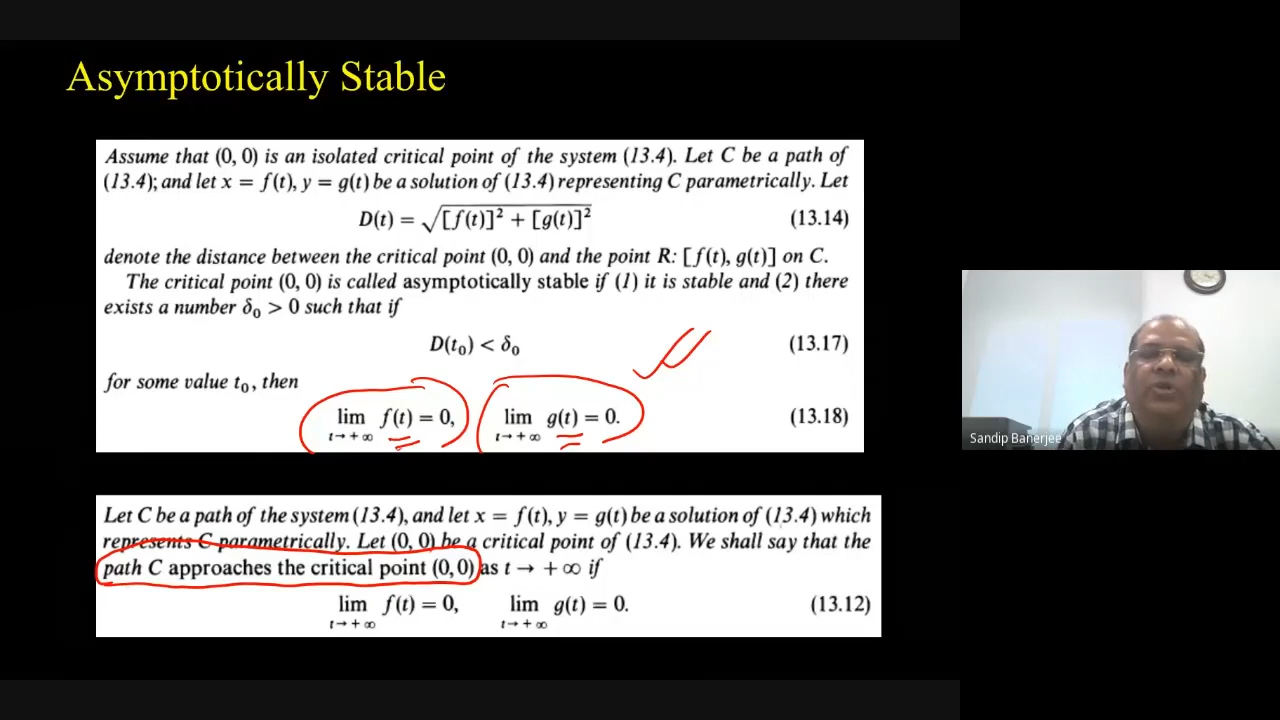 Asymptotically Stable
Assume that (0, 0) is an isolated critical point of the system (13.4). Let C be a path of
(13.4); and let x = f(t), y = g(t) be a solution of (13.4) representing C parametrically. Let
D(t) = √[f(t)]² + [g(t)]² (13.14)
denote the distance between the critical point (0, 0) and the point R: [f(t), g(t)] on C.
The critical point (0, 0) is called asymptotically stable if (1) it is stable and (2) there
exists a number δ₀ > 0 such that if
D(t₀) < δ₀ (13.17)
for some value t₀, then
lim f(t) = 0, lim g(t) = 0. (13.18)
t→+∞ t→+∞
Let C be a path of the system (13.4), and let x = f(t), y = g(t) be a solution of (13.4) which
represents C parametrically. Let (0, 0) be a critical point of (13.4). We shall say that the
path C approaches the critical point (0, 0) as t → +∞ if
lim f(t) = 0, lim g(t) = 0. (13.12)
t→+∞ t→+∞
Sandip Banerjee